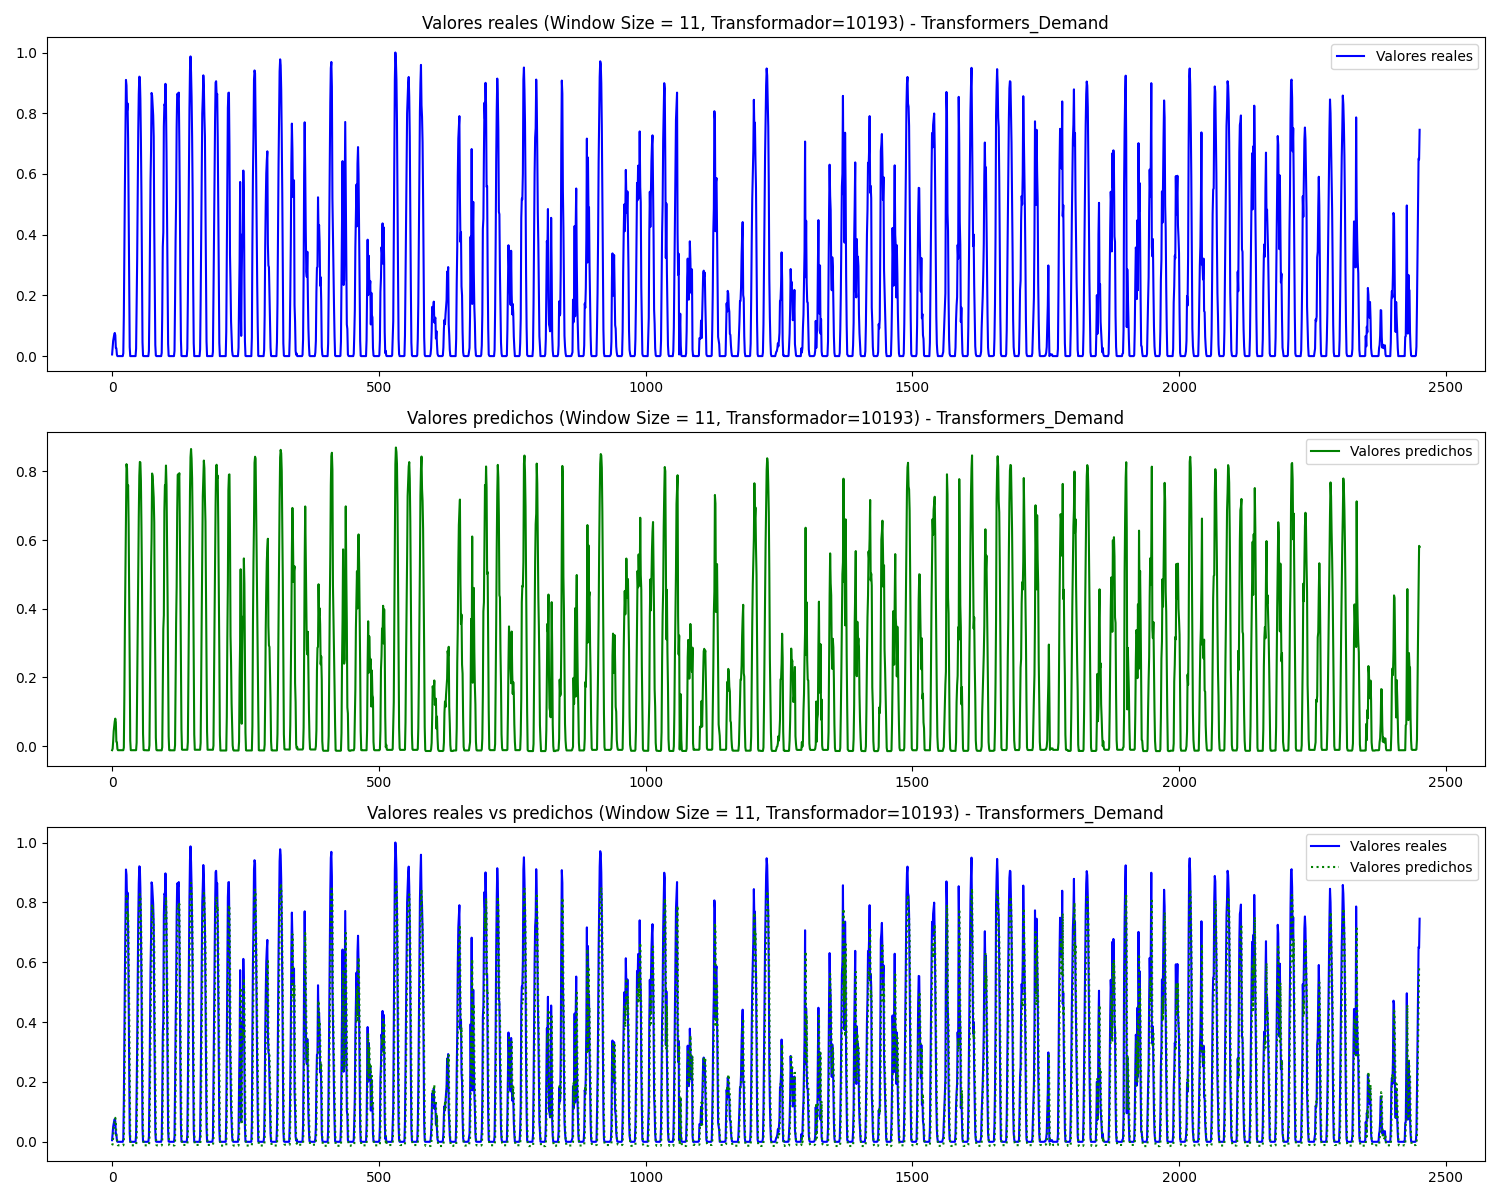 Valores reales (Window Size = 11, Transformador=10193) - Transformers_Demand
1.0
0.8
0.6
0.4
0.2
0.0
Valores reales
0 500 1000 1500 2000 2500
Valores predichos (Window Size = 11, Transformador=10193) - Transformers_Demand
0.8
0.6
0.4
0.2
0.0
Valores predichos
0 500 1000 1500 2000 2500
Valores reales vs predichos (Window Size = 11, Transformador=10193) - Transformers_Demand
1.0
0.8
0.6
0.4
0.2
0.0
Valores reales
Valores predichos
0 500 1000 1500 2000 2500